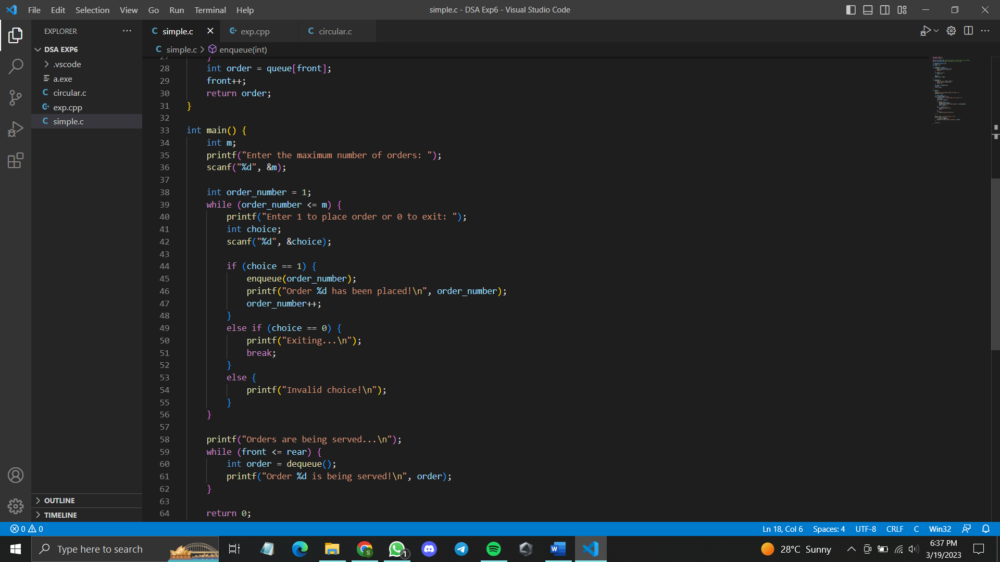 File Edit Selection View Go Run Terminal Help
simple.c - DSA Exp6 - Visual Studio Code
EXPLORER
DSA EXP6
.vscode
a.exe
C circular.c
exp.cpp
C simple.c
OUTLINE
TIMELINE
C simple.c
exp.cpp
C circular.c
C simple.c > enqueue(int)
27 }
28 int order = queue[front];
29 front++;
30 return order;
31 }
32
33 int main() {
34 int m;
35 printf("Enter the maximum number of orders: ");
36 scanf("%d", &m);
37
38 int order_number = 1;
39 while (order_number <= m) {
40 printf("Enter 1 to place order or 0 to exit: ");
41 int choice;
42 scanf("%d", &choice);
43
44 if (choice == 1) {
45 enqueue(order_number);
46 printf("Order %d has been placed!\n", order_number);
47 order_number++;
48 }
49 else if (choice == 0) {
50 printf("Exiting...\n");
51 break;
52 }
53 else {
54 printf("Invalid choice!\n");
55 }
56 }
57
58 printf("Orders are being served...\n");
59 while (front <= rear) {
60 int order = dequeue();
61 printf("Order %d is being served!\n", order);
62 }
63
64 return 0;
0 0
Ln 18, Col 6 Spaces: 4 UTF-8 CRLF C Win32
Type here to search
S
1
W
28°C Sunny
6:37 PM
3/19/2023